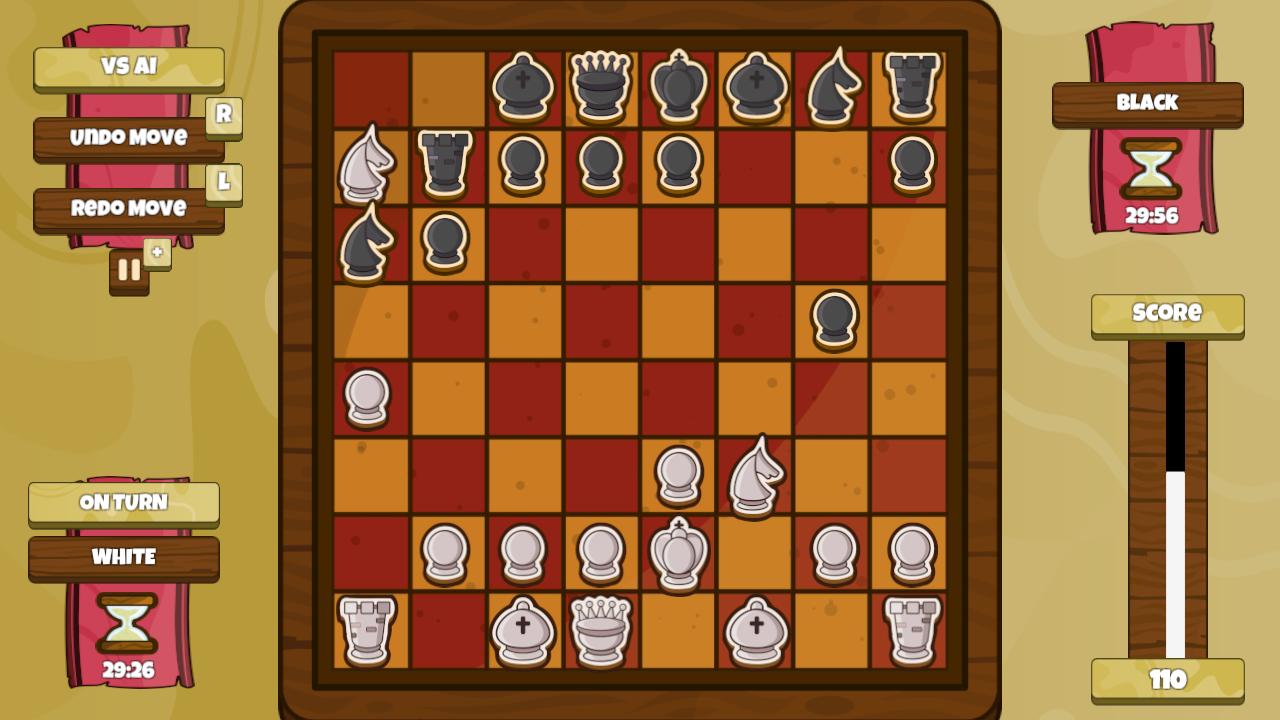 VS AI
R
UNDO MOVE
L
REDO MOVE
+
ON TURN
WHITE
29:26
BLACK
29:56
SCORE
110